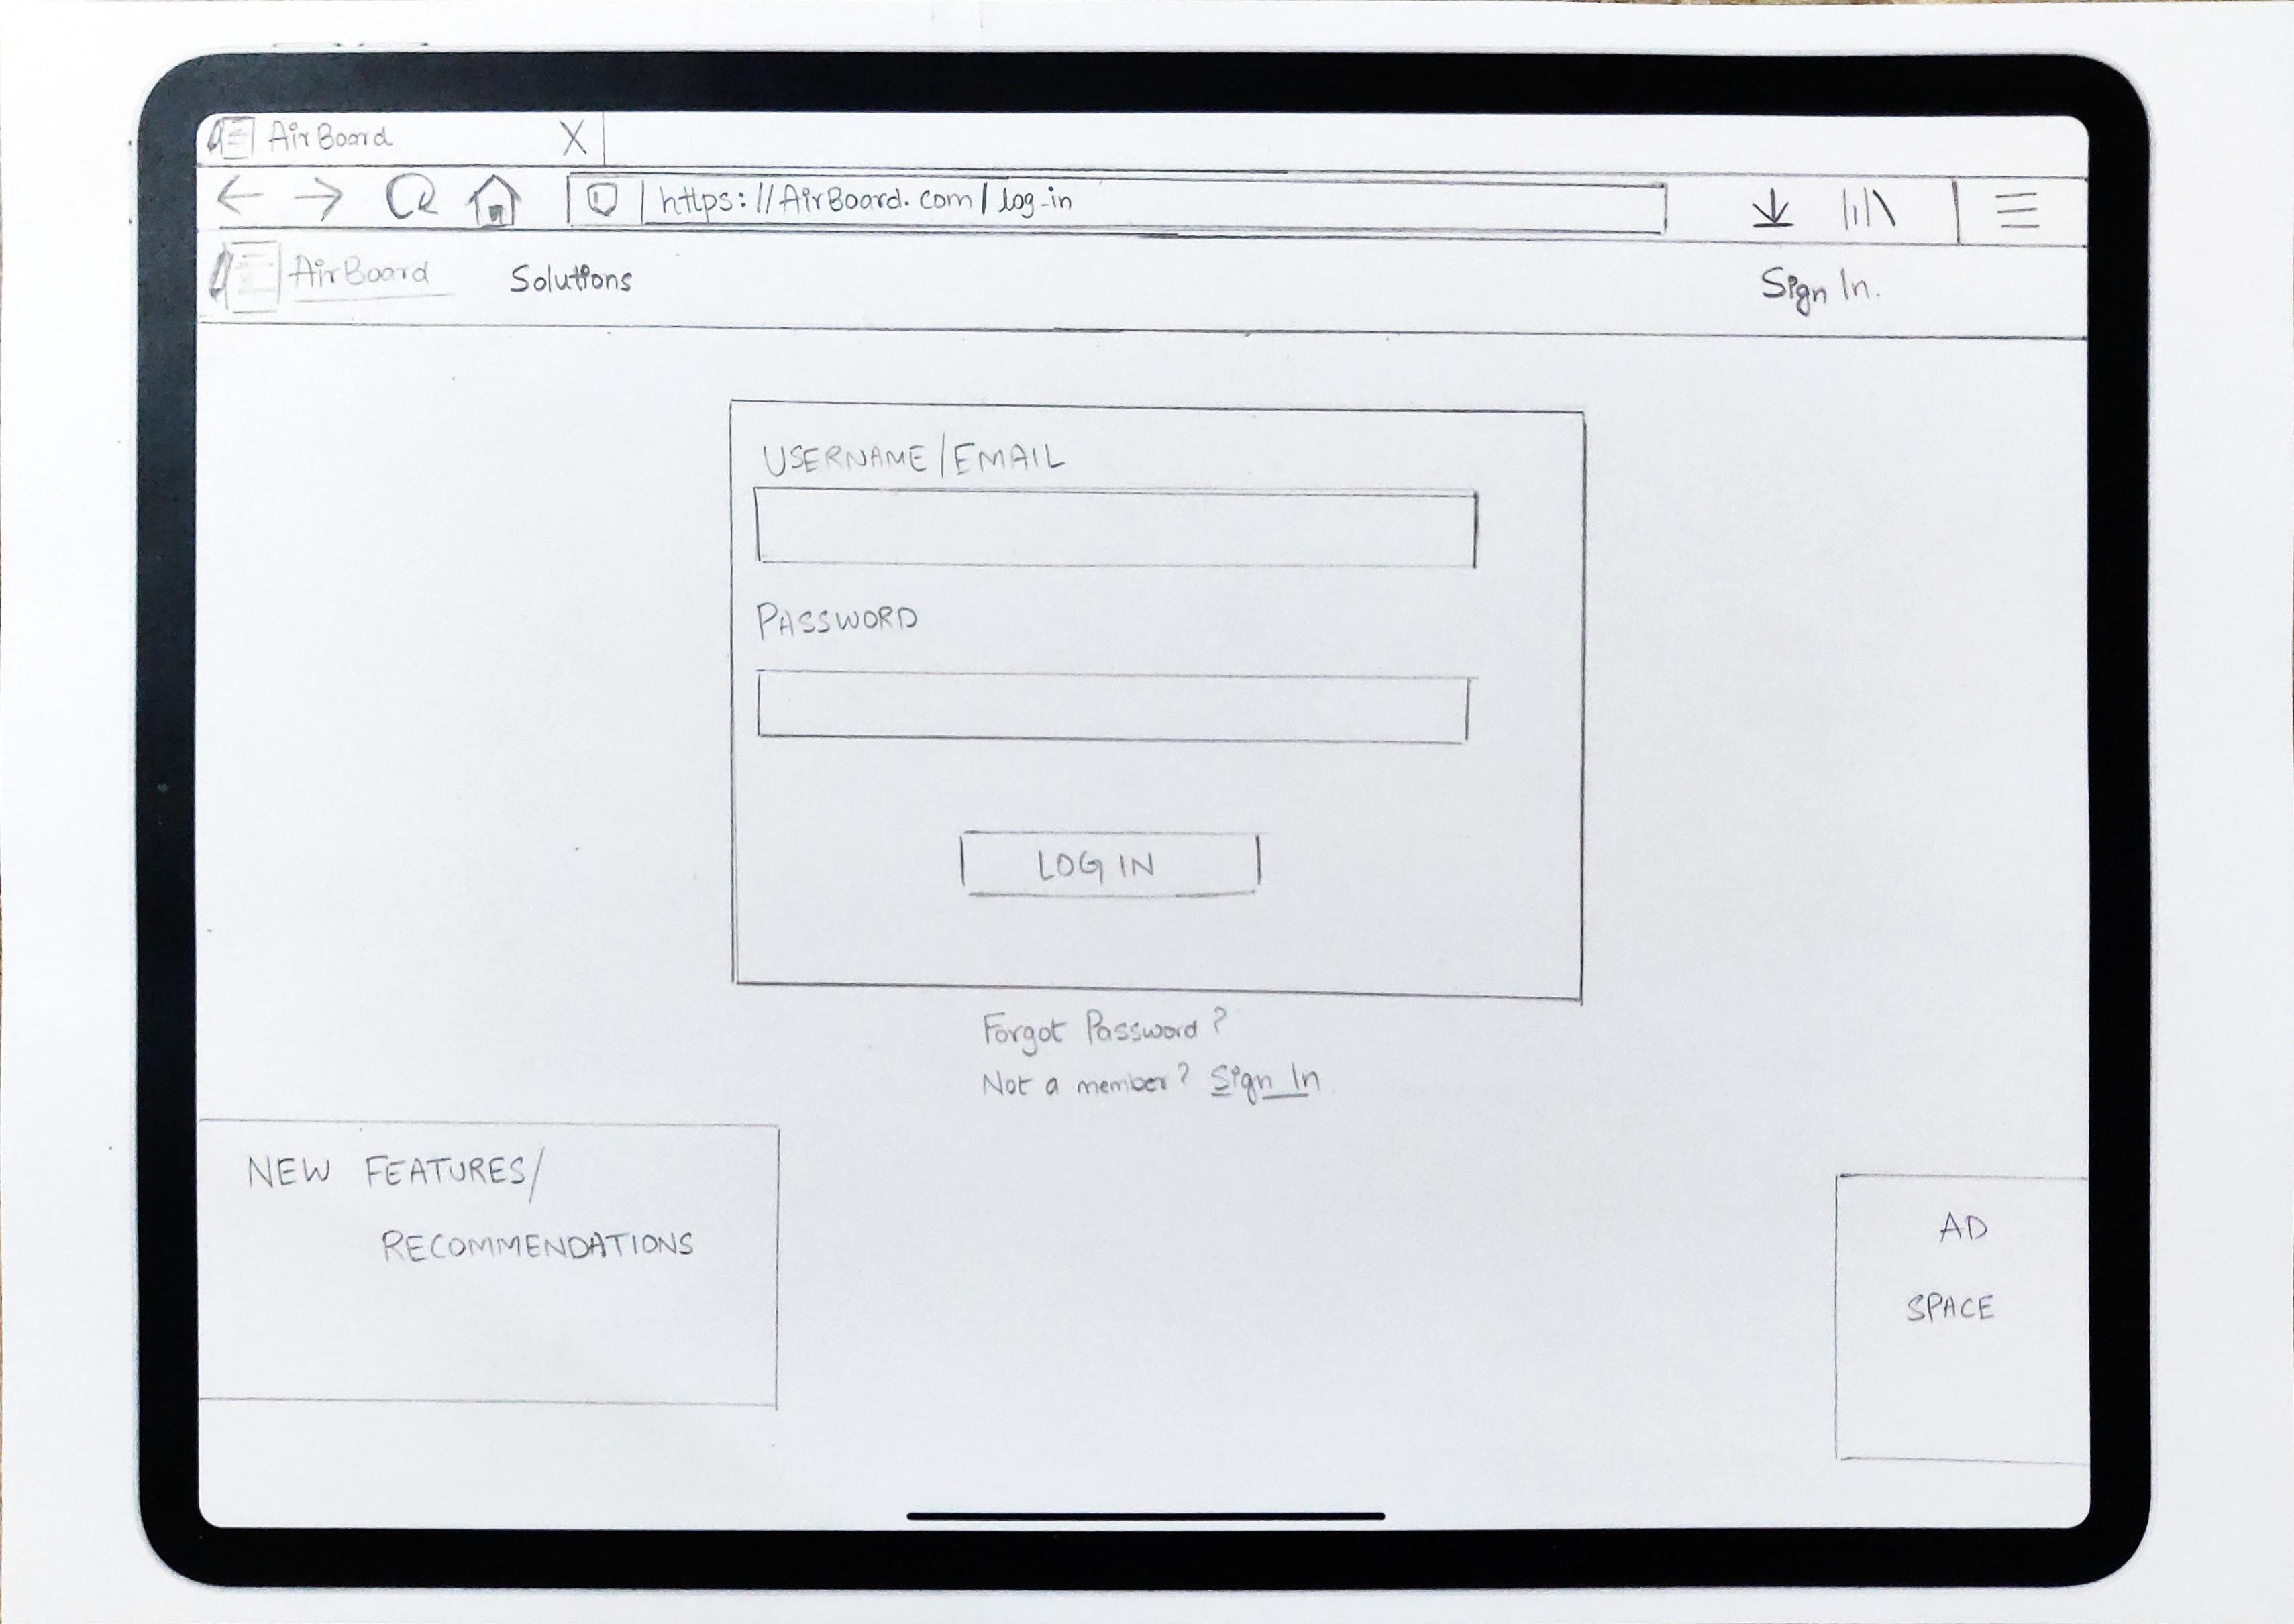 AirBoard X
https://AirBoard.com/log-in
AirBoard Solutions Sign In.
USERNAME/EMAIL
PASSWORD
LOG IN
Forgot Password?
Not a member? Sign In
NEW FEATURES/
RECOMMENDATIONS
AD
SPACE